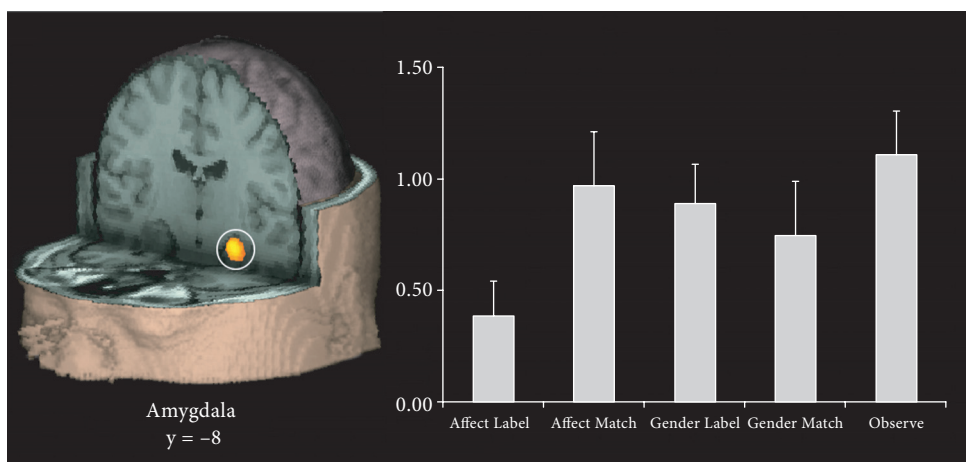 Amygdala
y = –8
1.50
1.00
0.50
0.00
Affect Label
Affect Match
Gender Label
Gender Match
Observe